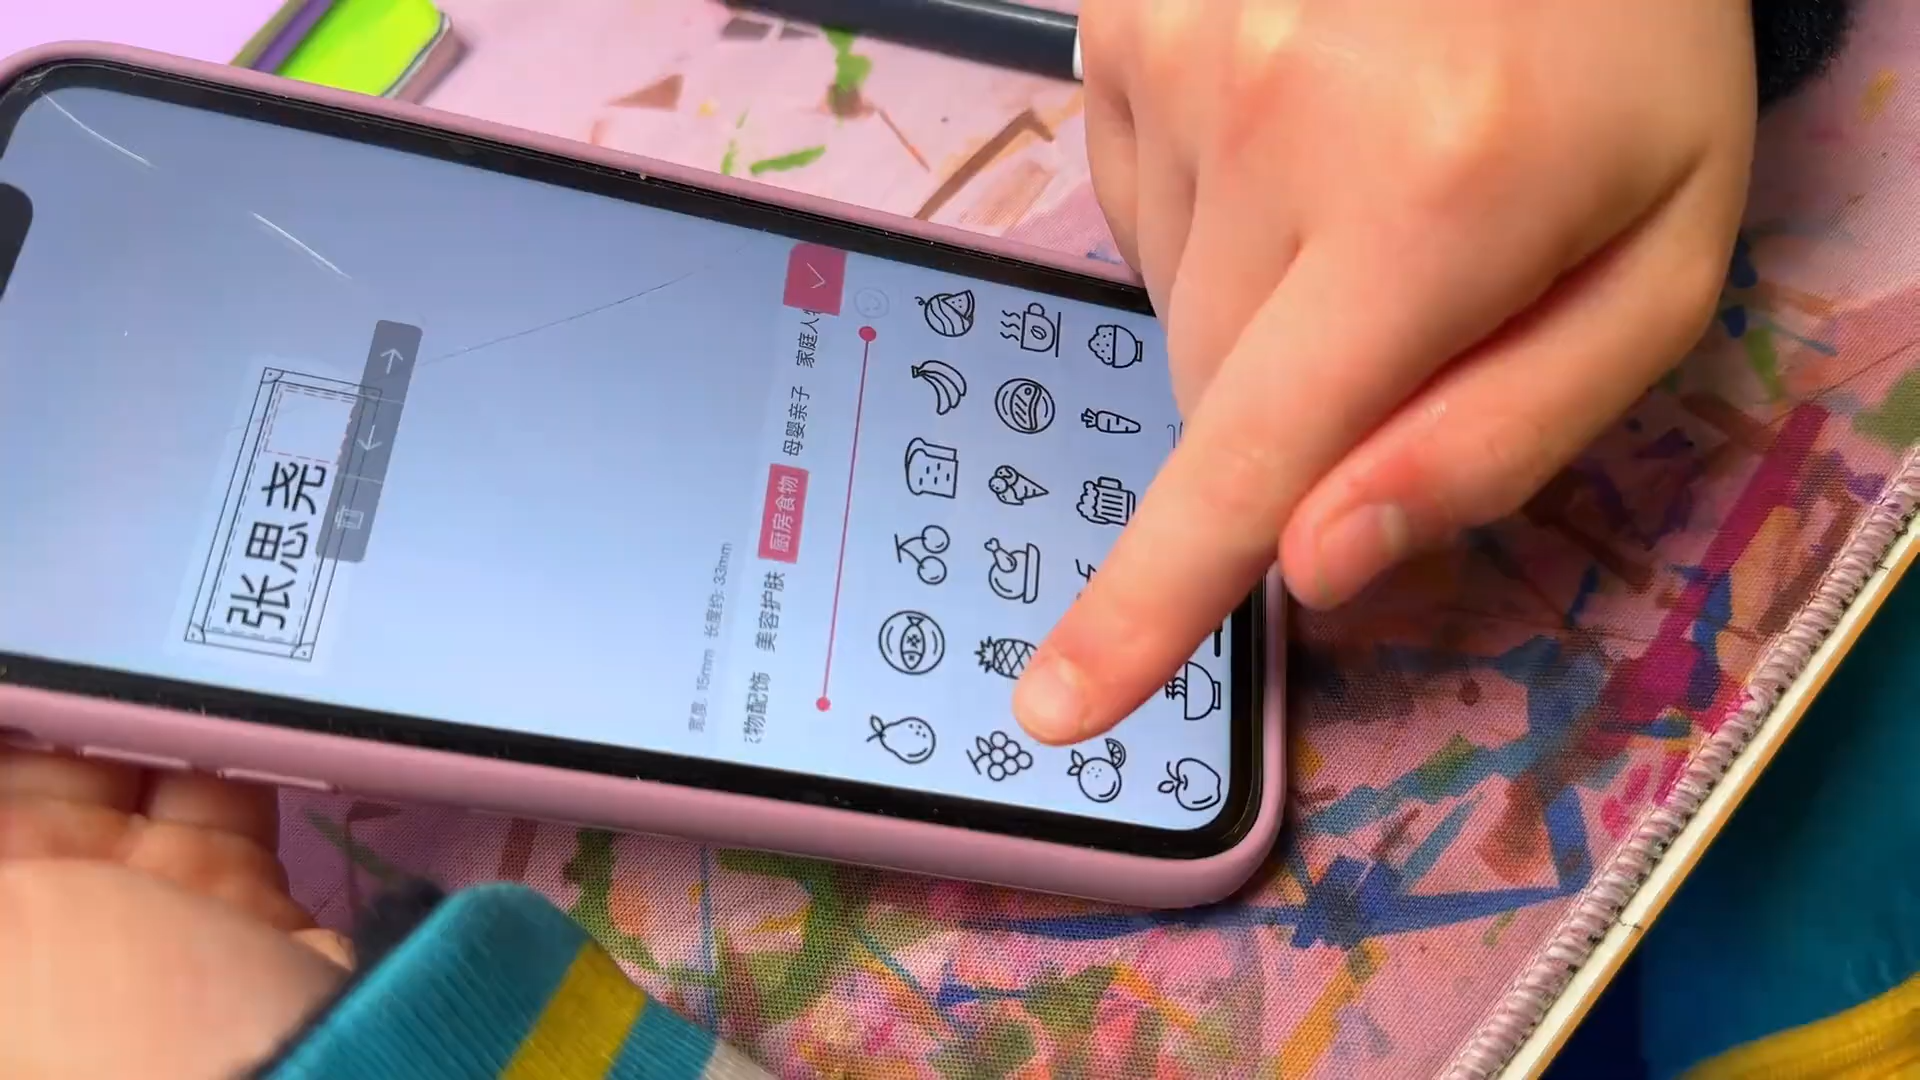 张思尧
宽度: 15mm 长度约: 33mm
物配饰 美容护肤 厨房食物 母婴亲子 家庭人